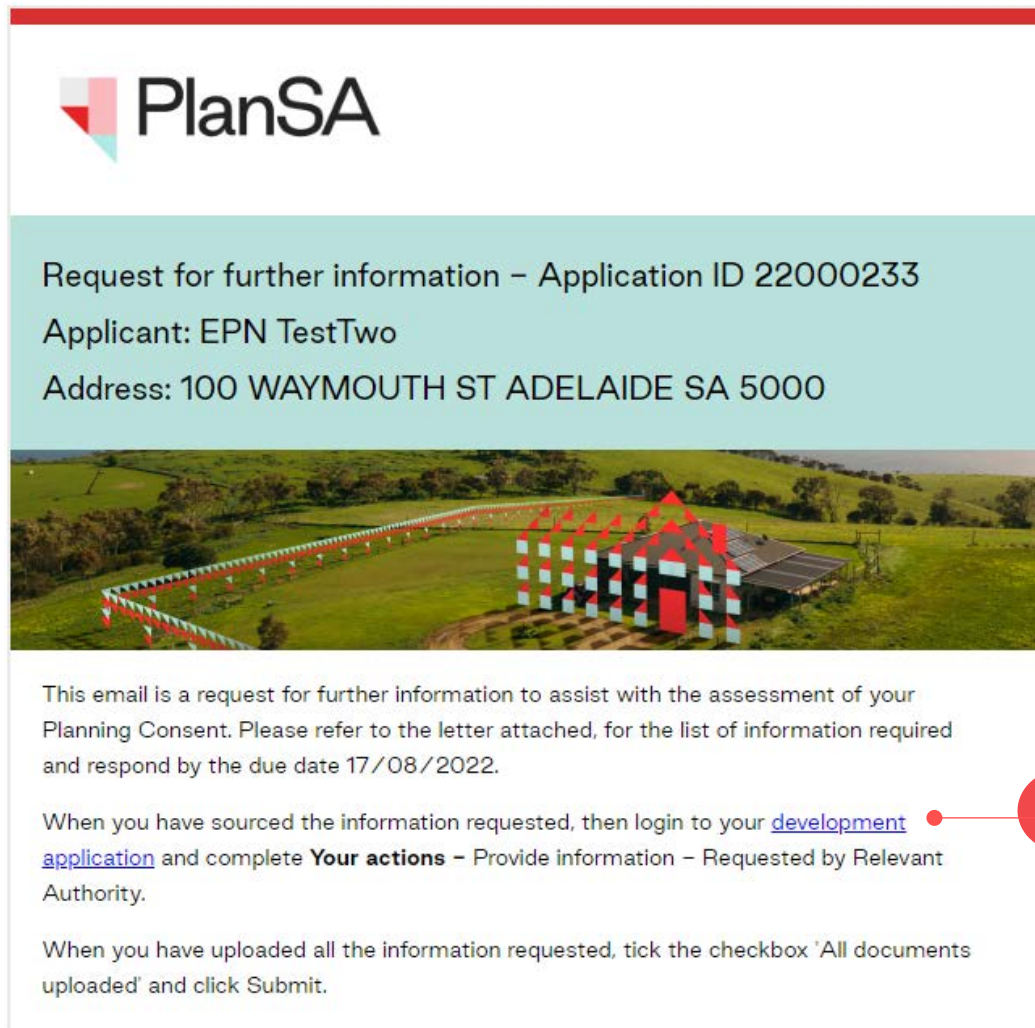 PlanSA
Request for further information – Application ID 22000233
Applicant: EPN TestTwo
Address: 100 WAYMOUTH ST ADELAIDE SA 5000
This email is a request for further information to assist with the assessment of your
Planning Consent. Please refer to the letter attached, for the list of information required
and respond by the due date 17/08/2022.
When you have sourced the information requested, then login to your development
application and complete Your actions – Provide information – Requested by Relevant
Authority.
When you have uploaded all the information requested, tick the checkbox 'All documents
uploaded' and click Submit.